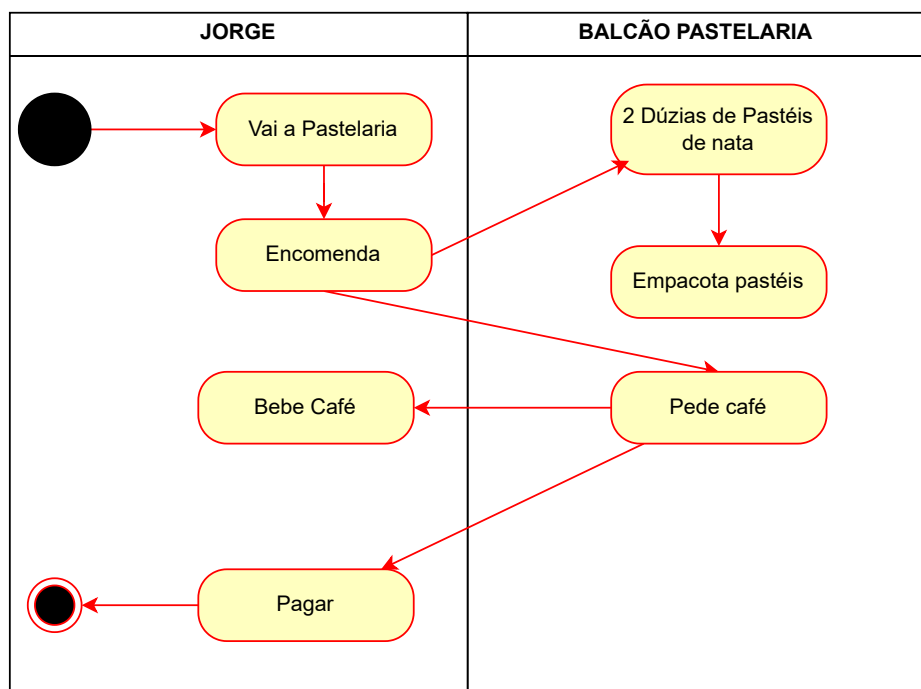 JORGE
BALCÃO PASTELARIA
Vai a Pastelaria
2 Dúzias de Pastéis
de nata
Encomenda
Empacota pastéis
Bebe Café
Pede café
Pagar